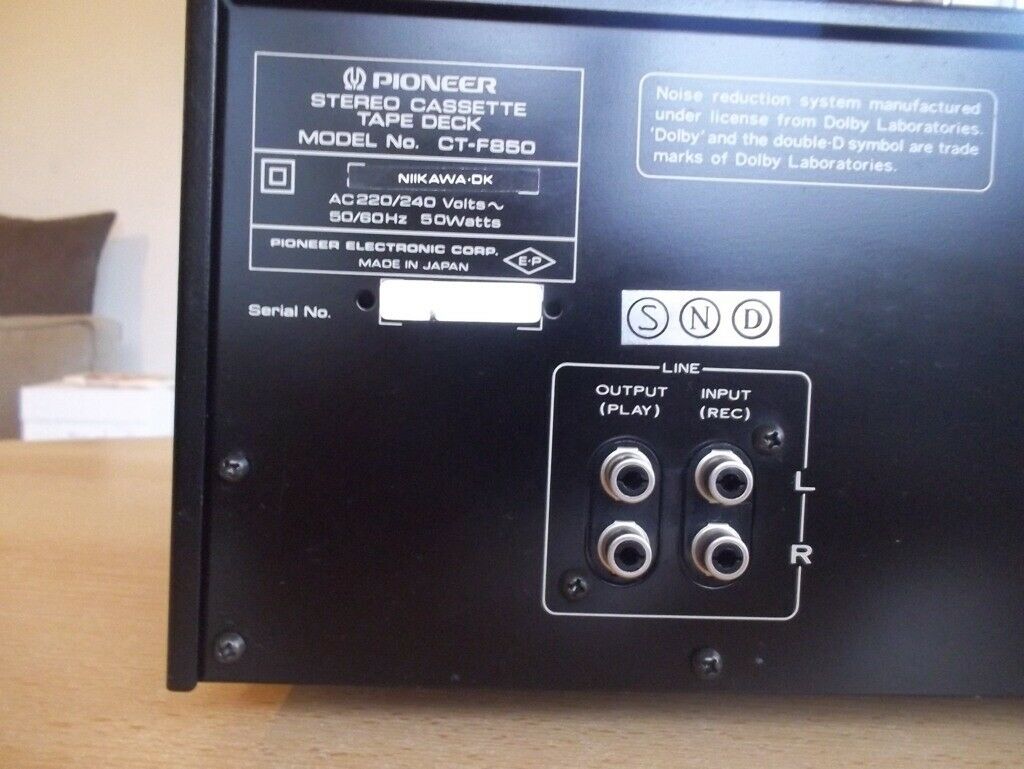 PIONEER
STEREO CASSETTE
TAPE DECK
MODEL No. CT-F850
NIIKAWA·DK
AC220/240 Volts~
50/60Hz 50Watts
PIONEER ELECTRONIC CORP.
MADE IN JAPAN
E·P
Serial No.
Noise reduction system manufactured
under license from Dolby Laboratories.
'Dolby' and the double-D symbol are trade
marks of Dolby Laboratories.
S N D
LINE
OUTPUT INPUT
(PLAY) (REC)
L
R